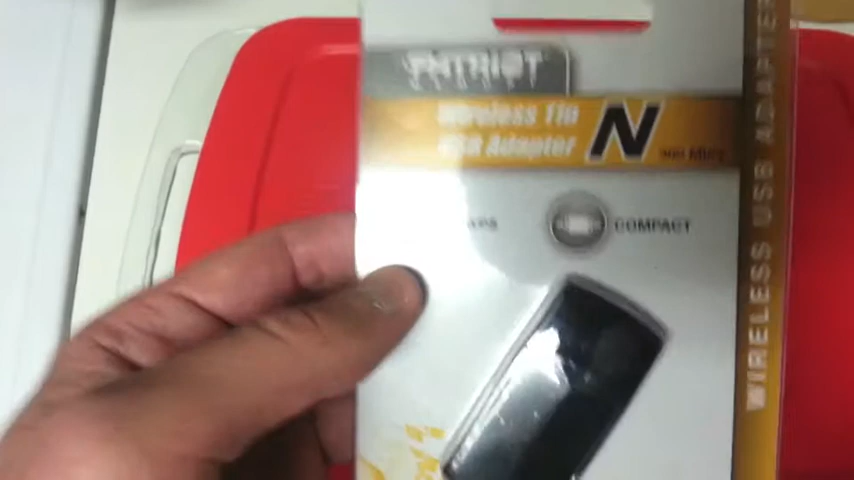 PATRIOT
Wireless 11n
USB Adapter
N
COMPACT
WIRELESS USB ADAPTER